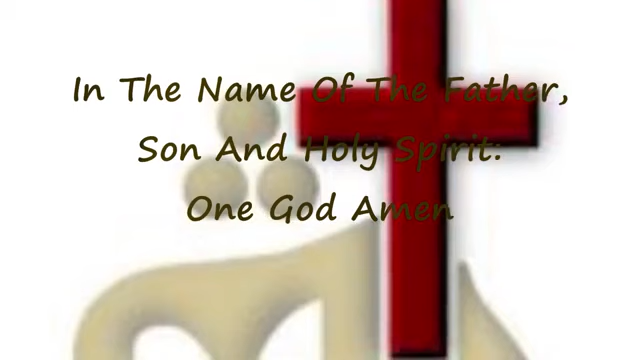 In The Name Of The Father,
Son And Holy Spirit:
One God Amen